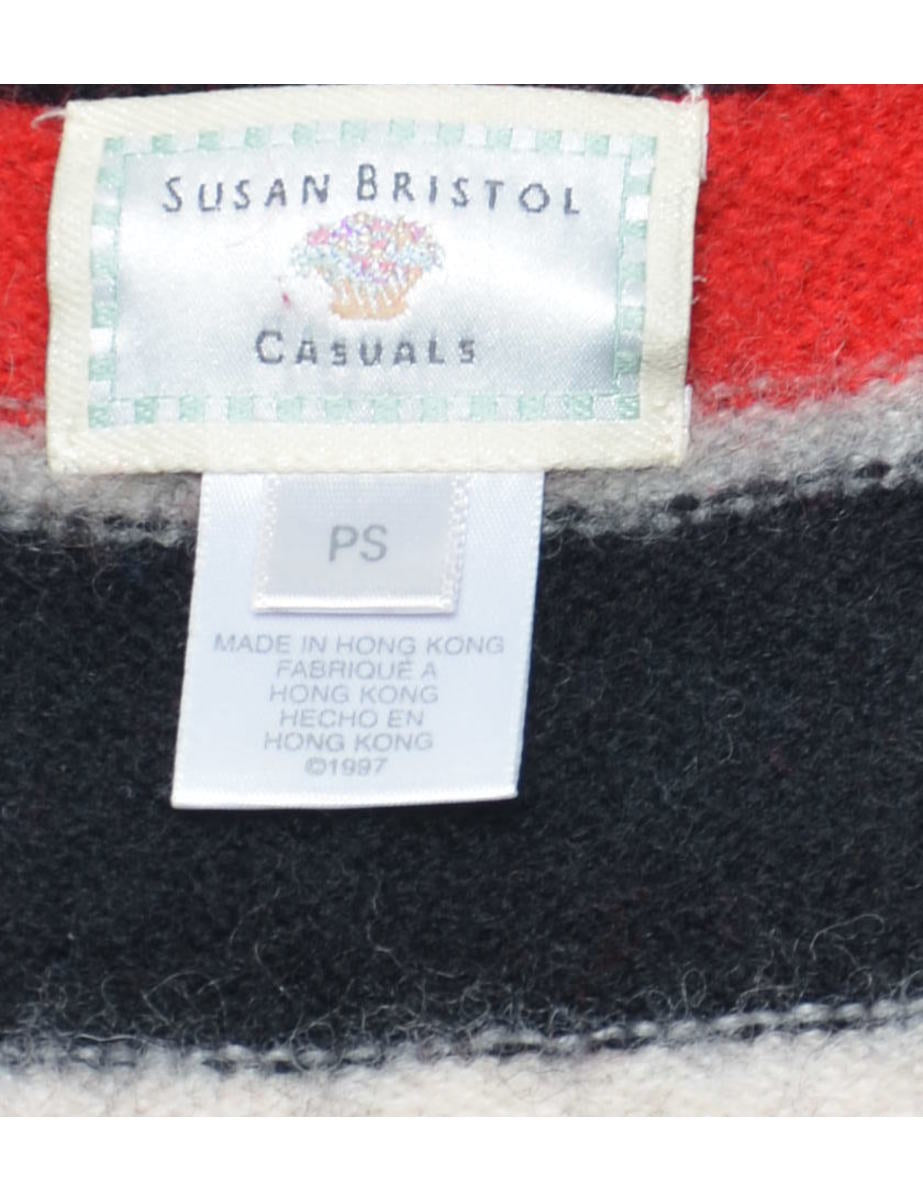 SUSAN BRISTOL
CASUALS
PS
MADE IN HONG KONG
FABRIQUÉ A
HONG KONG
HECHO EN
HONG KONG
©1997